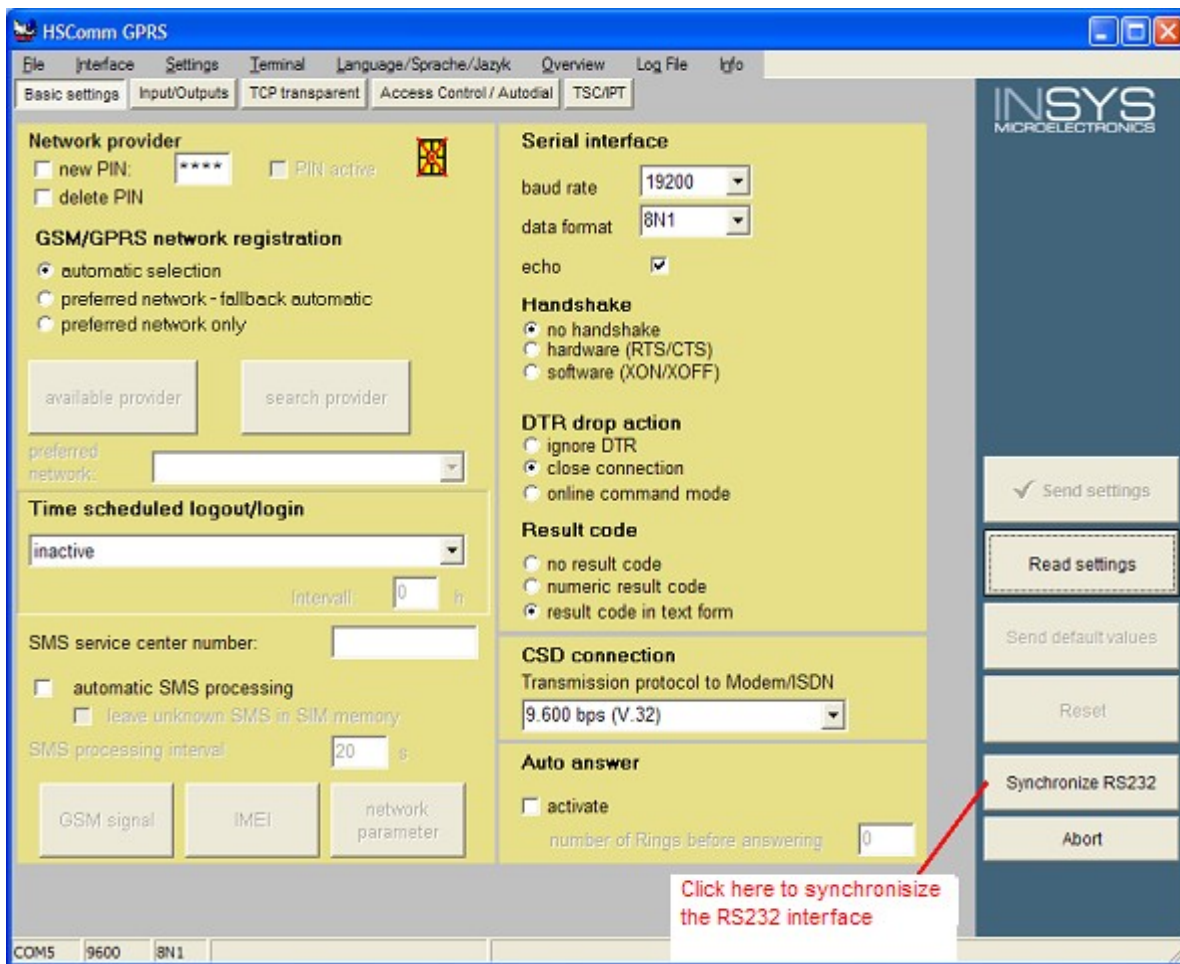 HSComm GPRS
File Interface Settings Terminal Language/Sprache/Jazyk Overview Log File Info
Basic settings Input/Outputs TCP transparent Access Control / Autodial TSC/IPT
INSYS
MICROELECTRONICS
Network provider
new PIN: **** PIN active
delete PIN
GSM/GPRS network registration
automatic selection
preferred network - fallback automatic
preferred network only
available provider search provider
preferred
network:
Time scheduled logout/login
inactive
Intervall: 0 h
SMS service center number:
automatic SMS processing
leave unknown SMS in SIM memory
SMS processing interval 20 s
GSM signal IMEI network
parameter
Serial interface
baud rate 19200
data format 8N1
echo
Handshake
no handshake
hardware (RTS/CTS)
software (XON/XOFF)
DTR drop action
ignore DTR
close connection
online command mode
Result code
no result code
numeric result code
result code in text form
CSD connection
Transmission protocol to Modem/ISDN
9.600 bps (V.32)
Auto answer
activate
number of Rings before answering 0
Send settings
Read settings
Send default values
Reset
Synchronize RS232
Abort
Click here to synchronisize
the RS232 interface
COM5 9600 8N1